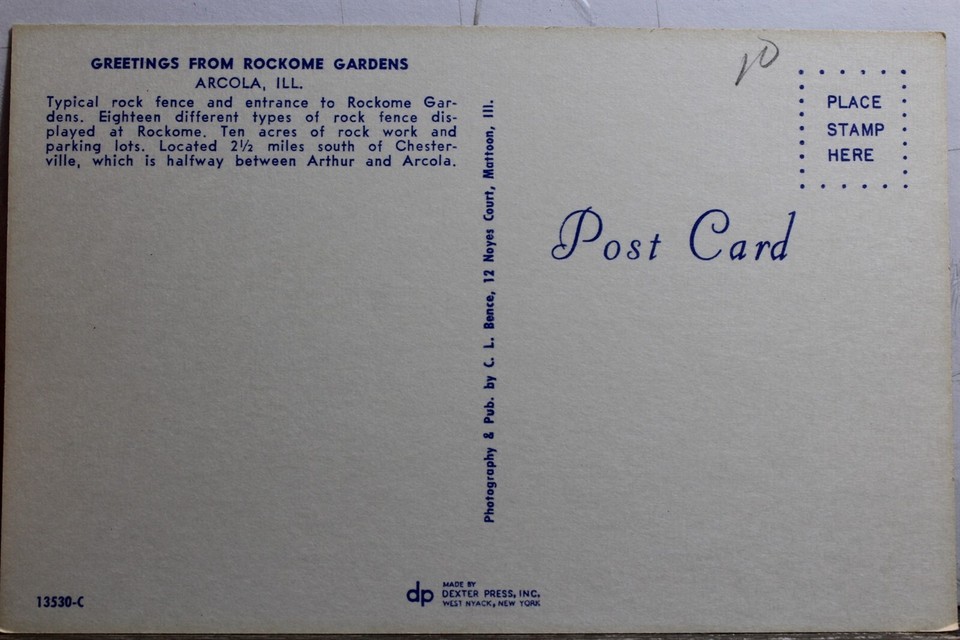 GREETINGS FROM ROCKOME GARDENS
ARCOLA, ILL.
Typical rock fence and entrance to Rockome Gar-
dens. Eighteen different types of rock fence dis-
played at Rockome. Ten acres of rock work and
parking lots. Located 2½ miles south of Chester-
ville, which is halfway between Arthur and Arcola.
13530-C
Photography & Pub. by C. L. Bence, 12 Noyes Court, Mattoon, Ill.
dp
MADE BY
DEXTER PRESS, INC.
WEST NYACK, NEW YORK
10
PLACE
STAMP
HERE
Post Card